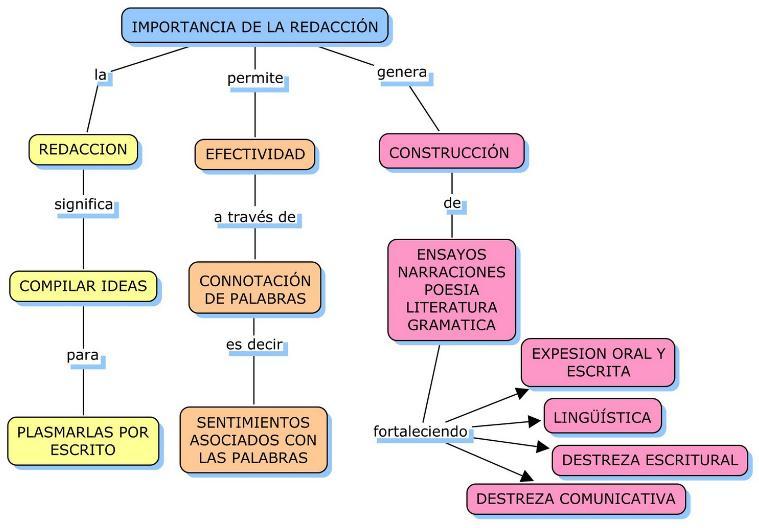 IMPORTANCIA DE LA REDACCIÓN
la
permite
genera
REDACCION
EFECTIVIDAD
CONSTRUCCIÓN
significa
a través de
de
COMPILAR IDEAS
CONNOTACIÓN
DE PALABRAS
ENSAYOS
NARRACIONES
POESIA
LITERATURA
GRAMATICA
para
es decir
PLASMARLAS POR
ESCRITO
SENTIMIENTOS
ASOCIADOS CON
LAS PALABRAS
fortaleciendo
EXPESION ORAL Y
ESCRITA
LINGÜÍSTICA
DESTREZA ESCRITURAL
DESTREZA COMUNICATIVA